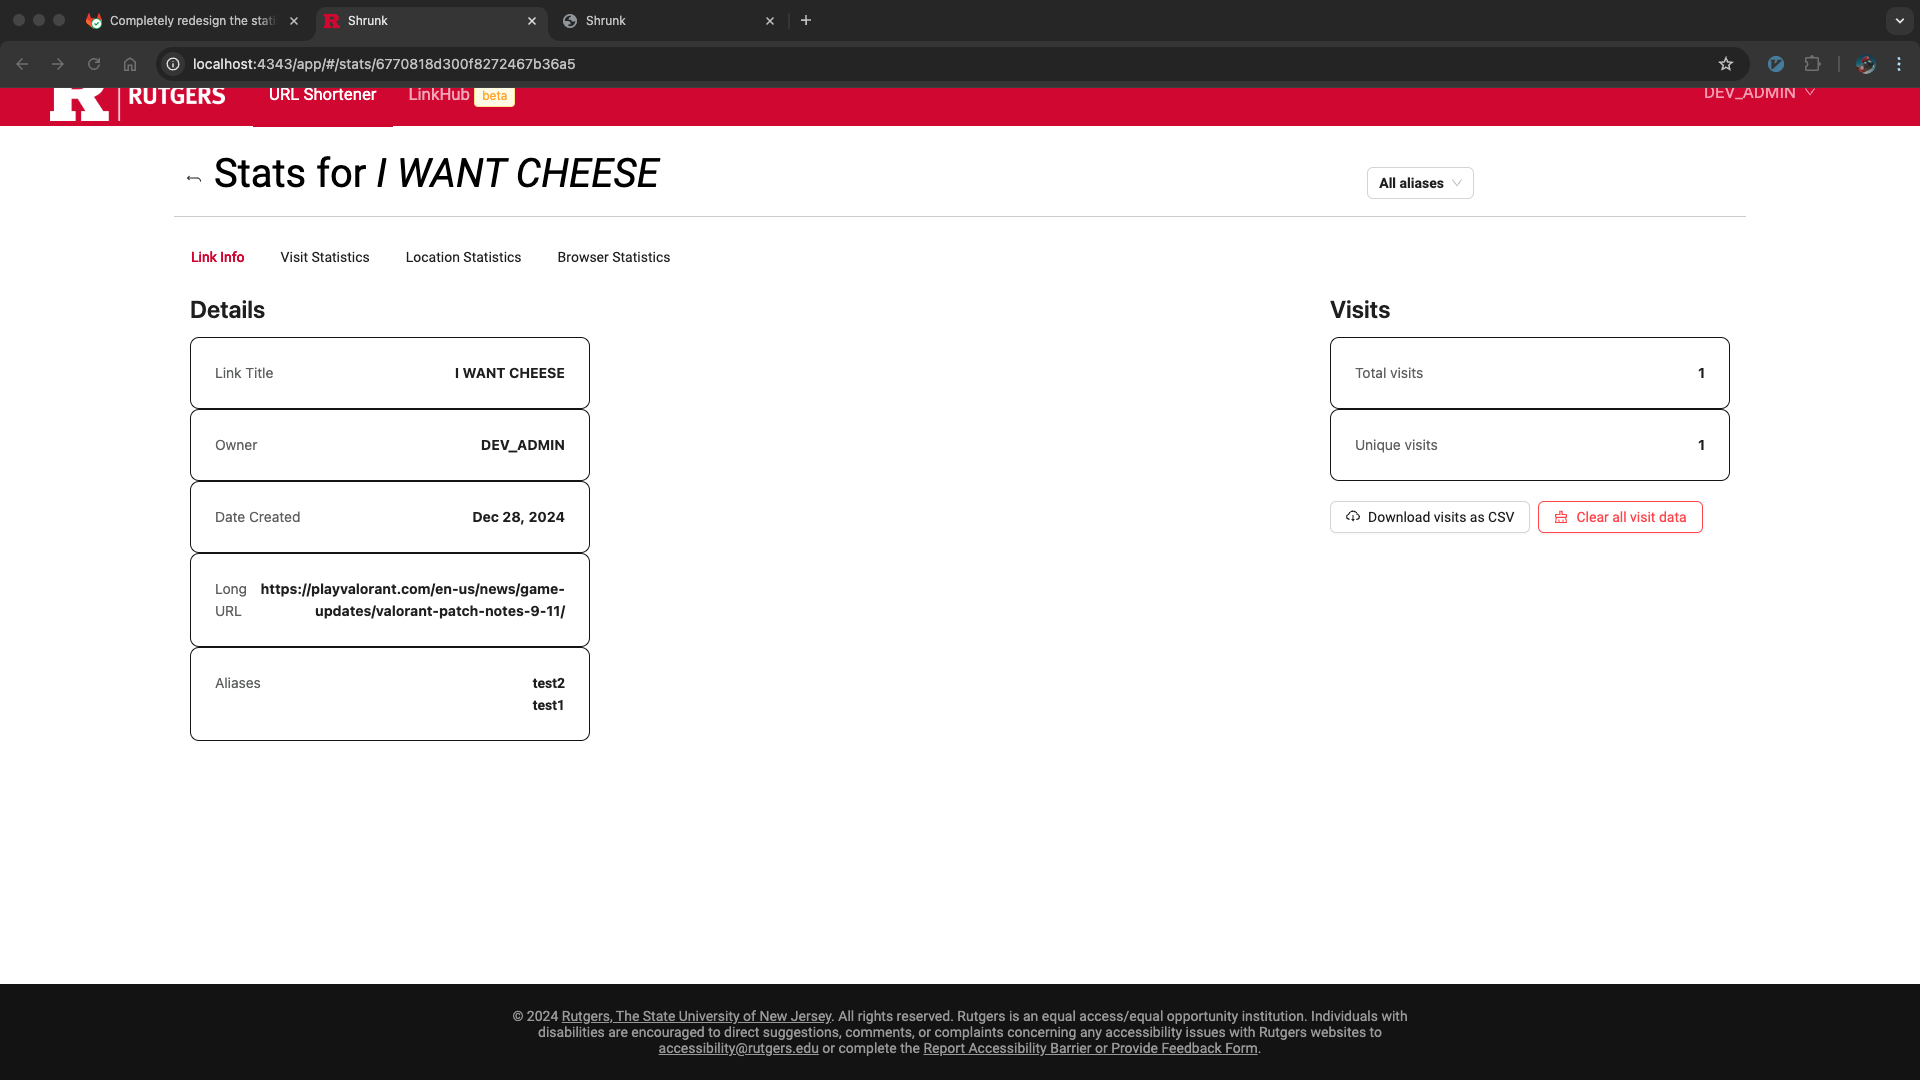 Completely redesign the stati
Shrunk
Shrunk
localhost:4343/app/#/stats/6770818d300f8272467b36a5
RUTGERS
URL Shortener
LinkHub beta
DEV_ADMIN
Stats for I WANT CHEESE
All aliases
Link Info
Visit Statistics
Location Statistics
Browser Statistics
Details
Link Title
I WANT CHEESE
Owner
DEV_ADMIN
Date Created
Dec 28, 2024
Long
URL
https://playvalorant.com/en-us/news/game-
updates/valorant-patch-notes-9-11/
Aliases
test2
test1
Visits
Total visits
1
Unique visits
1
Download visits as CSV
Clear all visit data
© 2024 Rutgers, The State University of New Jersey. All rights reserved. Rutgers is an equal access/equal opportunity institution. Individuals with
disabilities are encouraged to direct suggestions, comments, or complaints concerning any accessibility issues with Rutgers websites to
accessibility@rutgers.edu or complete the Report Accessibility Barrier or Provide Feedback Form.